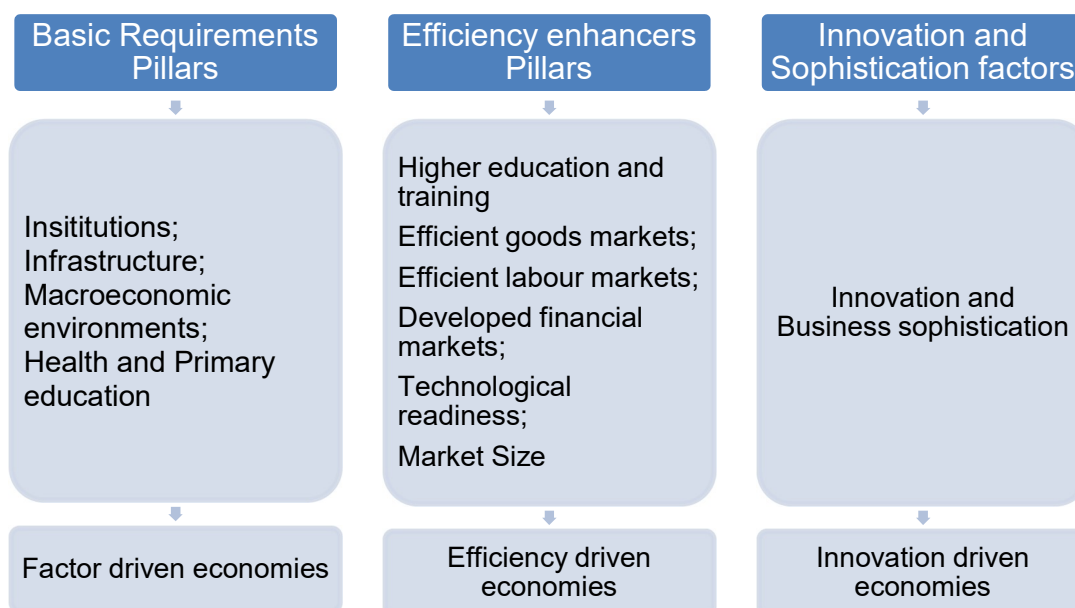 Basic Requirements
Pillars
Insititutions;
Infrastructure;
Macroeconomic
environments;
Health and Primary
education
Factor driven economies
Efficiency enhancers
Pillars
Higher education and
training
Efficient goods markets;
Efficient labour markets;
Developed financial
markets;
Technological
readiness;
Market Size
Efficiency driven
economies
Innovation and
Sophistication factors
Innovation and
Business sophistication
Innovation driven
economies